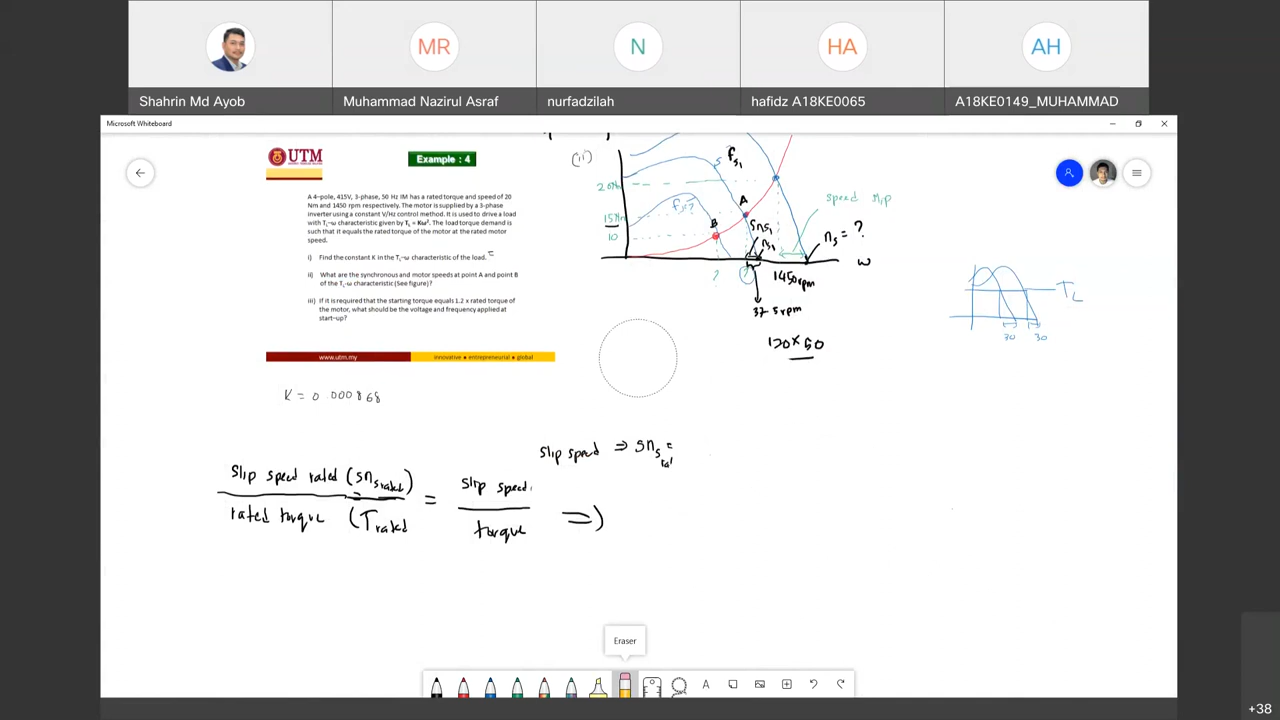 MR
N
HA
AH
Shahrin Md Ayob
Muhammad Nazirul Asraf
nurfadzilah
hafidz A18KE0065
A18KE0149_MUHAMMAD
Microsoft Whiteboard
UTM
Example : 4
A 4-pole, 415V, 3-phase, 50 Hz IM has a rated torque and speed of 20
Nm and 1450 rpm respectively. The motor is supplied by a 3-phase
inverter using a constant V/Hz control method. It is used to drive a load
with TL -ω characteristic given by TL = Kω². The load torque demand is
such that it equals the rated torque of the motor at the rated motor
speed.
i) Find the constant K in the TL-ω characteristic of the load.
ii) What are the synchronous and motor speeds at point A and point B
of the TL-ω characteristic (See figure)?
iii) If it is required that the starting torque equals 1.2 x rated torque of
the motor, what should be the voltage and frequency applied at
start-up?
www.utm.my
innovative ● entrepreneurial ● global
(ii)
fs1
20Nm
speed slip
A
15Nm
f=?
sns1
B
10
ns1
ns = ?
?
?
1450rpm
ω
37.5rpm
120×50
TL
30
30
K = 0.000868
slip speed ⇒ sns =
slip speed rated (sns rated)
rated torque (Trated
=
slip speed
torque
⇒
Eraser
A
+38